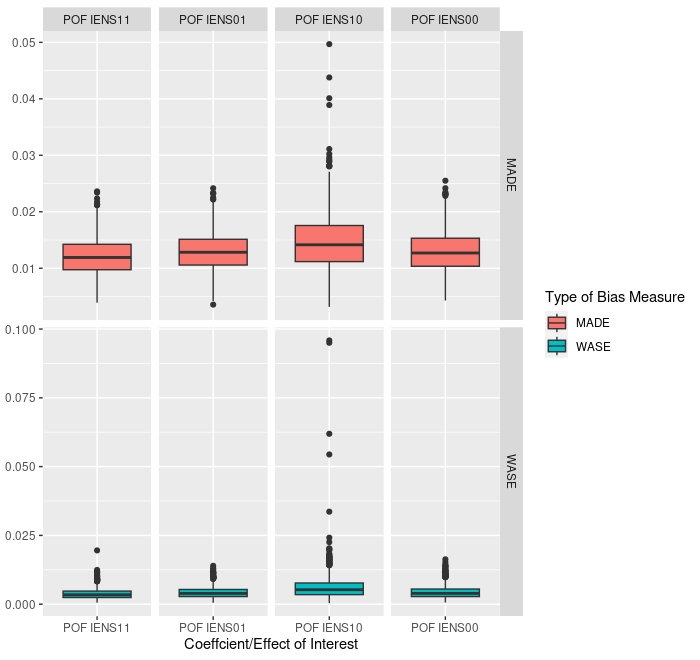 POF IENS11 POF IENS01 POF IENS10 POF IENS00
0.05
0.04
0.03
0.02
0.01
MADE
0.100
0.075
0.050
0.025
0.000
WASE
POF IENS11 POF IENS01 POF IENS10 POF IENS00
Coeffcient/Effect of Interest
Type of Bias Measure
MADE
WASE